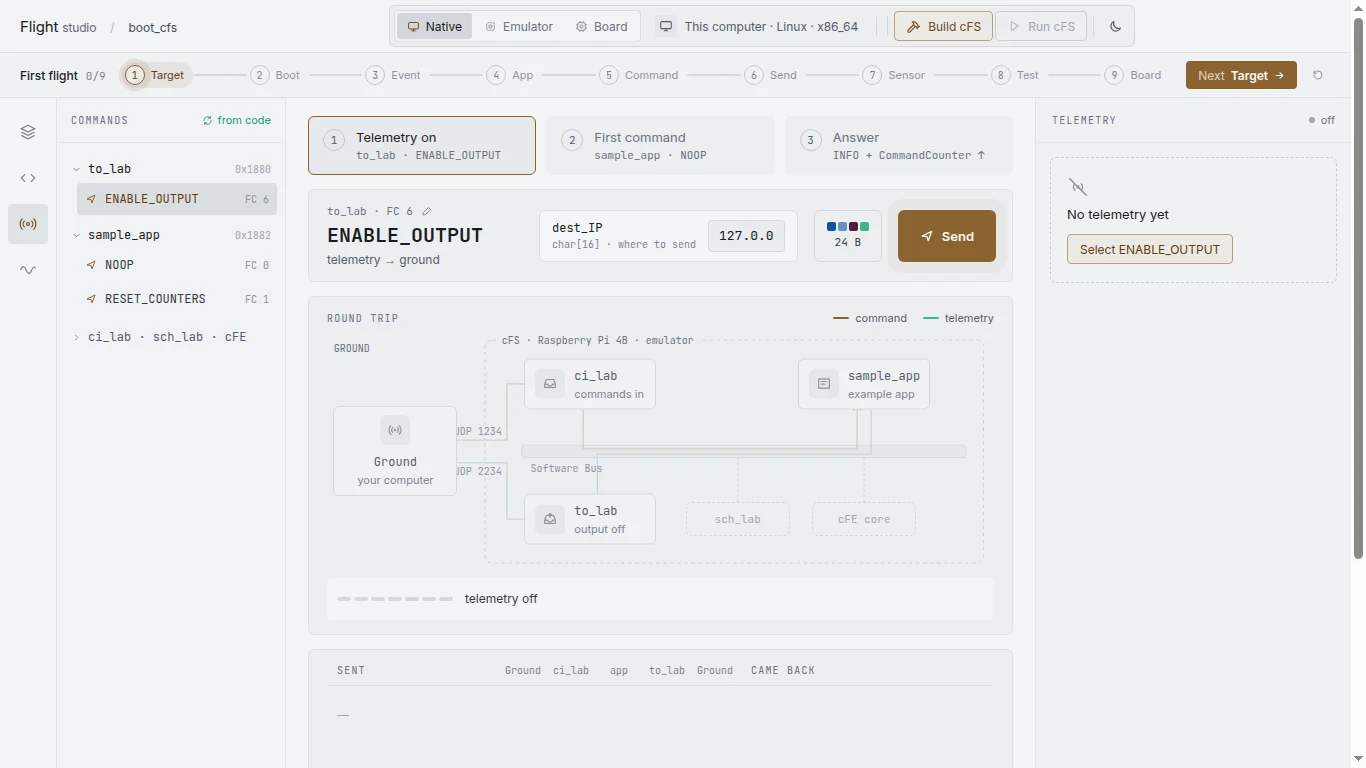 Flight studio / boot_cfs
Native Emulator Board This computer · Linux · x86_64 Build cFS Run cFS
First flight 0/9 1 Target 2 Boot 3 Event 4 App 5 Command 6 Send 7 Sensor 8 Test 9 Board Next Target →
COMMANDS from code
to_lab 0x1880
ENABLE_OUTPUT FC 6
sample_app 0x1882
NOOP FC 0
RESET_COUNTERS FC 1
ci_lab · sch_lab · cFE
1 Telemetry on
to_lab · ENABLE_OUTPUT
2 First command
sample_app · NOOP
3 Answer
INFO + CommandCounter ↑
to_lab · FC 6
ENABLE_OUTPUT
telemetry → ground
dest_IP
char[16] · where to send
127.0.0
24 B
Send
ROUND TRIP command telemetry
GROUND
cFS · Raspberry Pi 4B · emulator
ci_lab
commands in
sample_app
example app
UDP 1234
Ground
your computer
UDP 2234
Software Bus
to_lab
output off
sch_lab
cFE core
telemetry off
SENT Ground ci_lab app to_lab Ground CAME BACK
—
TELEMETRY off
No telemetry yet
Select ENABLE_OUTPUT